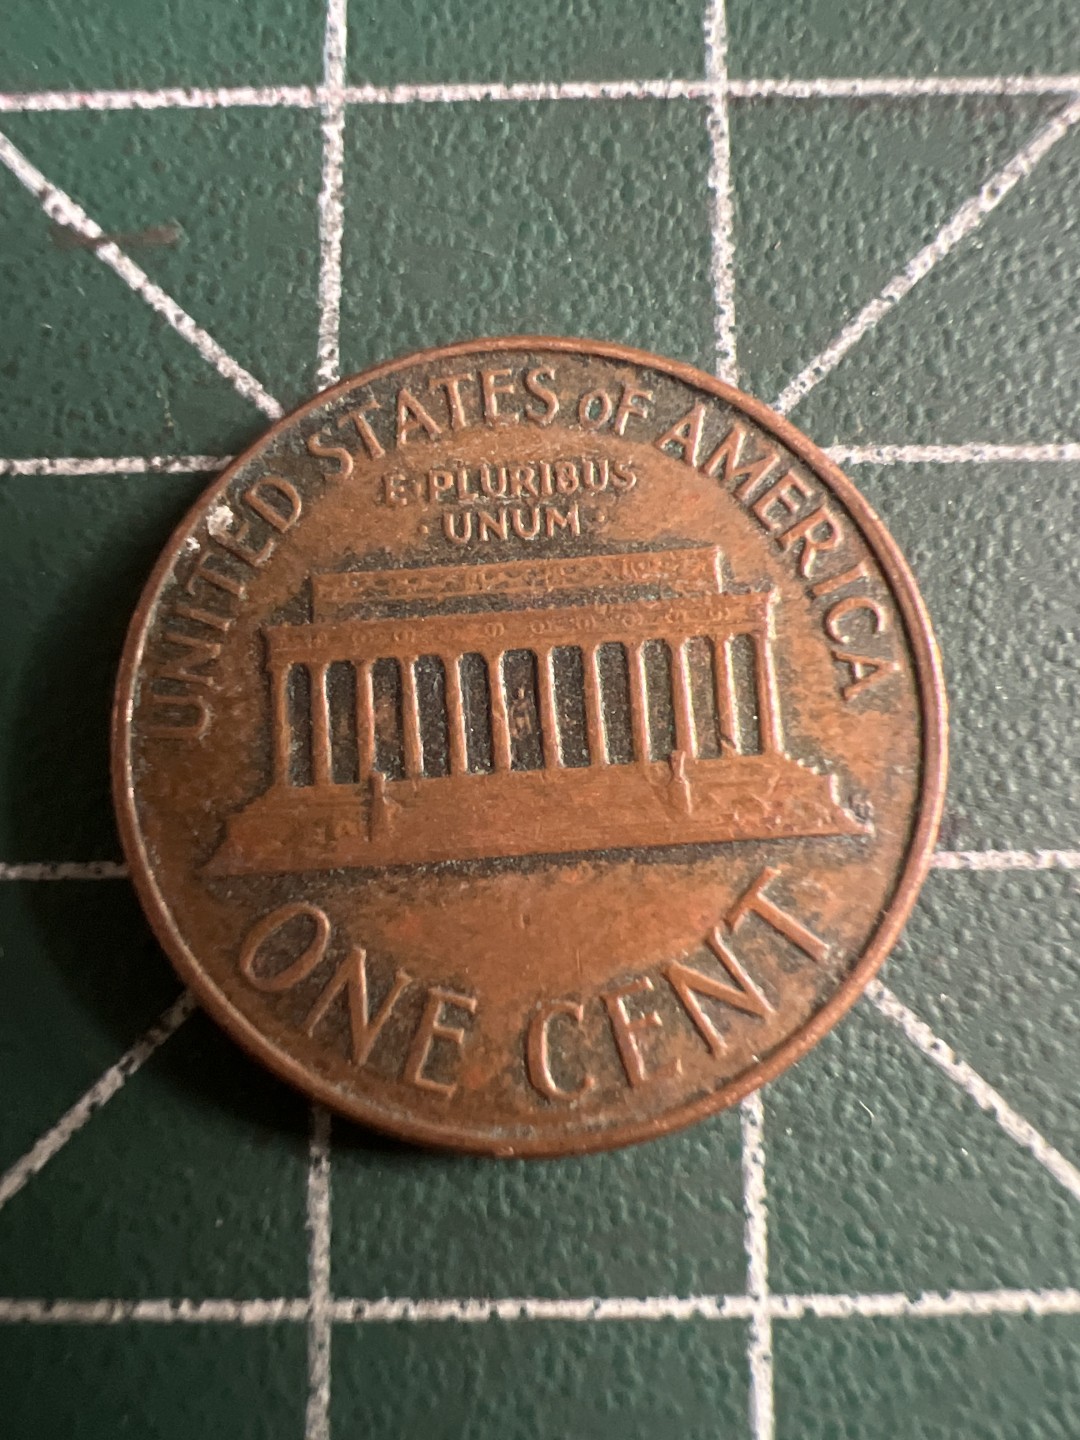 UNITED STATES OF AMERICA
E·PLURIBUS
·UNUM·
ONE CENT